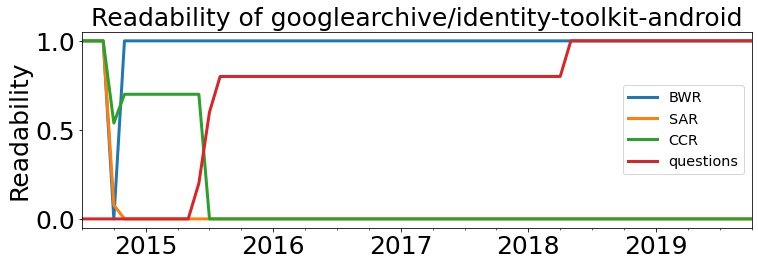 Readability of googlearchive/identity-toolkit-android
Readability
1.0
0.5
0.0
BWR
SAR
CCR
questions
2015 2016 2017 2018 2019